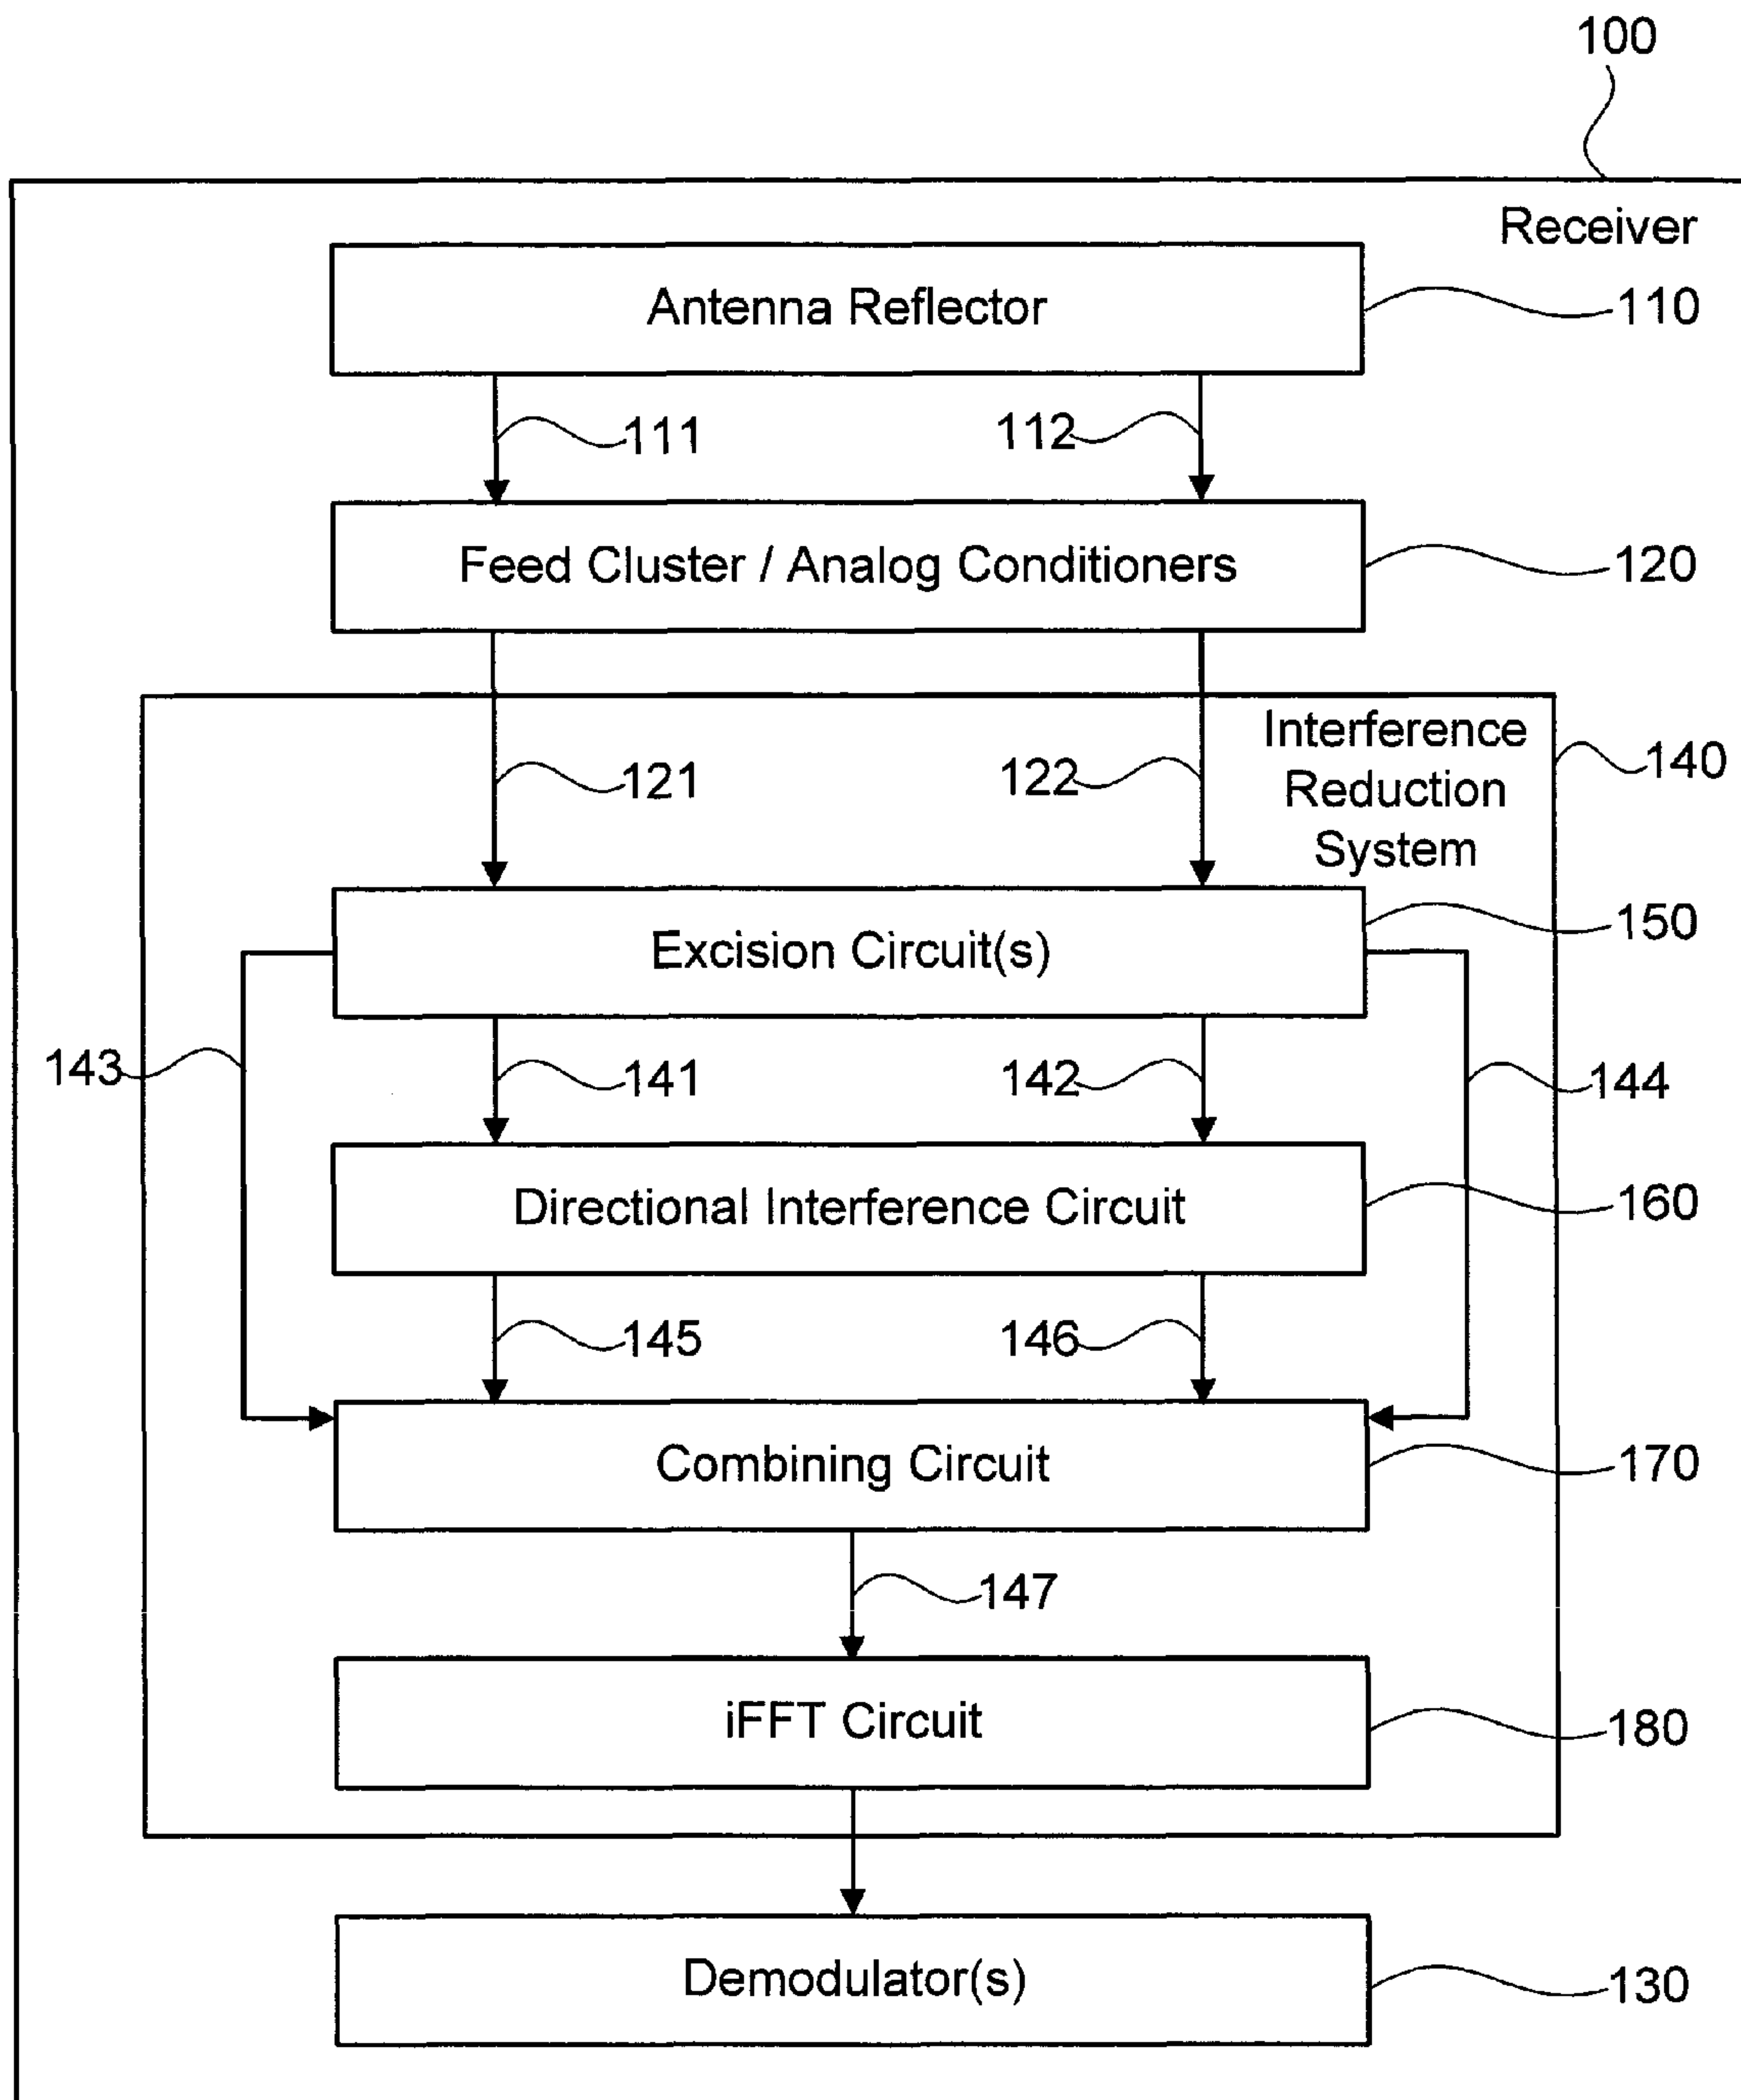 100
Receiver
Antenna Reflector
110
111
112
Feed Cluster / Analog Conditioners
120
Interference
Reduction
System
140
121
122
Excision Circuit(s)
150
143
141
142
144
Directional Interference Circuit
160
145
146
Combining Circuit
170
147
iFFT Circuit
180
Demodulator(s)
130